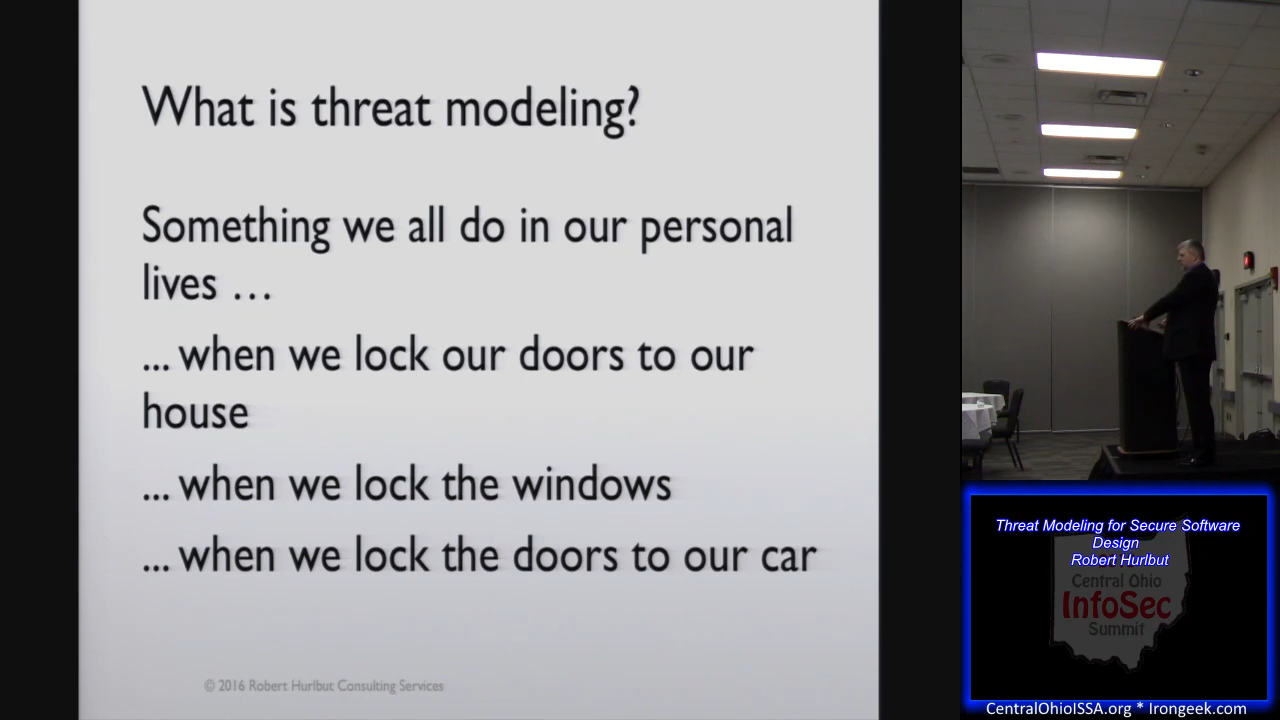 What is threat modeling?
Something we all do in our personal
lives …
... when we lock our doors to our
house
... when we lock the windows
... when we lock the doors to our car
© 2016 Robert Hurlbut Consulting Services
Threat Modeling for Secure Software
Design
Robert Hurlbut
Central Ohio
InfoSec
Summit
CentralOhioISSA.org * Irongeek.com